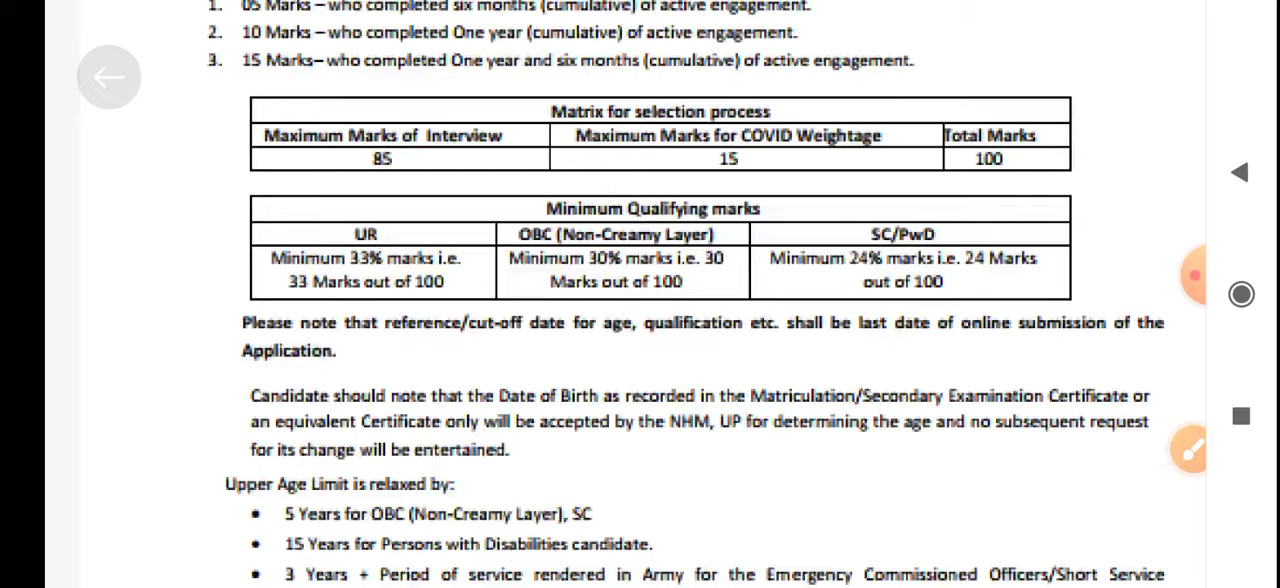 1. 05 Marks – who completed six months (cumulative) of active engagement.
2. 10 Marks – who completed One year (cumulative) of active engagement.
3. 15 Marks– who completed One year and six months (cumulative) of active engagement.
Matrix for selection process
Maximum Marks of Interview Maximum Marks for COVID Weightage Total Marks
85 15 100
Minimum Qualifying marks
UR OBC (Non-Creamy Layer) SC/PwD
Minimum 33% marks i.e. Minimum 30% marks i.e. 30 Minimum 24% marks i.e. 24 Marks
33 Marks out of 100 Marks out of 100 out of 100
Please note that reference/cut-off date for age, qualification etc. shall be last date of online submission of the
Application.
Candidate should note that the Date of Birth as recorded in the Matriculation/Secondary Examination Certificate or
an equivalent Certificate only will be accepted by the NHM, UP for determining the age and no subsequent request
for its change will be entertained.
Upper Age Limit is relaxed by:
• 5 Years for OBC (Non-Creamy Layer), SC
• 15 Years for Persons with Disabilities candidate.
• 3 Years + Period of service rendered in Army for the Emergency Commissioned Officers/Short Service